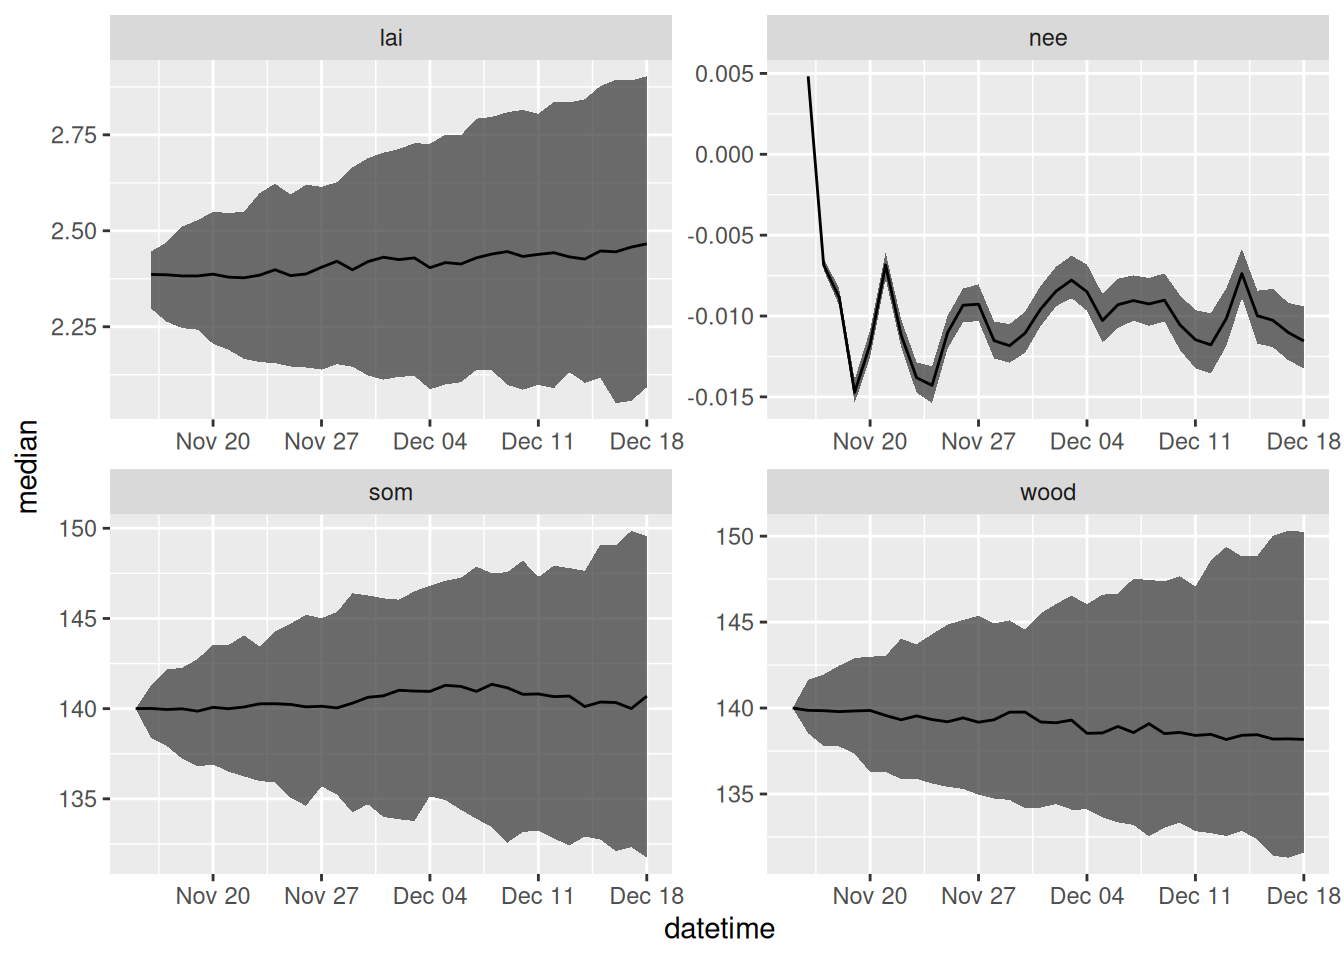 lai
nee
2.75
2.50
2.25
0.005
0.000
-0.005
-0.010
-0.015
Nov 20 Nov 27 Dec 04 Dec 11 Dec 18
Nov 20 Nov 27 Dec 04 Dec 11 Dec 18
median
som
wood
150
145
140
135
150
145
140
135
Nov 20 Nov 27 Dec 04 Dec 11 Dec 18
Nov 20 Nov 27 Dec 04 Dec 11 Dec 18
datetime